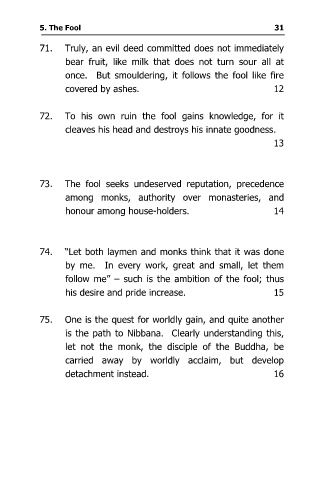 5. The Fool 31
71. Truly, an evil deed committed does not immediately
bear fruit, like milk that does not turn sour all at
once. But smouldering, it follows the fool like fire
covered by ashes. 12
72. To his own ruin the fool gains knowledge, for it
cleaves his head and destroys his innate goodness.
13
73. The fool seeks undeserved reputation, precedence
among monks, authority over monasteries, and
honour among house-holders. 14
74. “Let both laymen and monks think that it was done
by me. In every work, great and small, let them
follow me” – such is the ambition of the fool; thus
his desire and pride increase. 15
75. One is the quest for worldly gain, and quite another
is the path to Nibbana. Clearly understanding this,
let not the monk, the disciple of the Buddha, be
carried away by worldly acclaim, but develop
detachment instead. 16